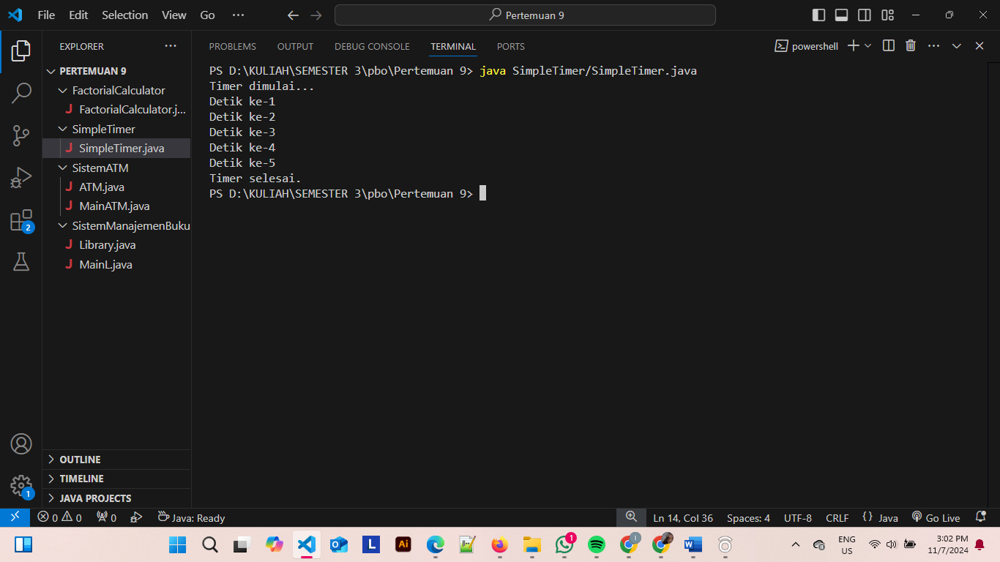 File Edit Selection View Go ··· Pertemuan 9
EXPLORER ···
PERTEMUAN 9
FactorialCalculator
J FactorialCalculator.j...
SimpleTimer
J SimpleTimer.java
SistemATM
J ATM.java
J MainATM.java
SistemManajemenBuku
J Library.java
J MainL.java
OUTLINE
TIMELINE
JAVA PROJECTS
2
1
PROBLEMS OUTPUT DEBUG CONSOLE TERMINAL PORTS powershell
PS D:\KULIAH\SEMESTER 3\pbo\Pertemuan 9> java SimpleTimer/SimpleTimer.java
Timer dimulai...
Detik ke-1
Detik ke-2
Detik ke-3
Detik ke-4
Detik ke-5
Timer selesai.
PS D:\KULIAH\SEMESTER 3\pbo\Pertemuan 9>
0 0 0 Java: Ready Ln 14, Col 36 Spaces: 4 UTF-8 CRLF {} Java Go Live
L Ai 1 W
ENG
US
3:02 PM
11/7/2024